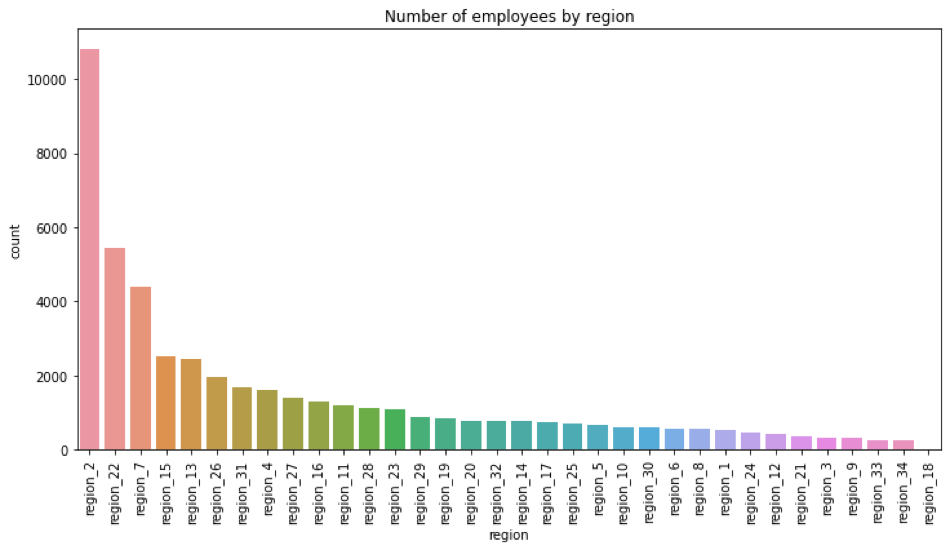 Number of employees by region
10000
8000
6000
4000
2000
0
count
region_2
region_22
region_7
region_15
region_13
region_26
region_31
region_4
region_27
region_16
region_11
region_28
region_23
region_29
region_19
region_20
region_32
region_14
region_17
region_25
region_5
region_10
region_30
region_6
region_8
region_1
region_24
region_12
region_21
region_3
region_9
region_33
region_34
region_18
region